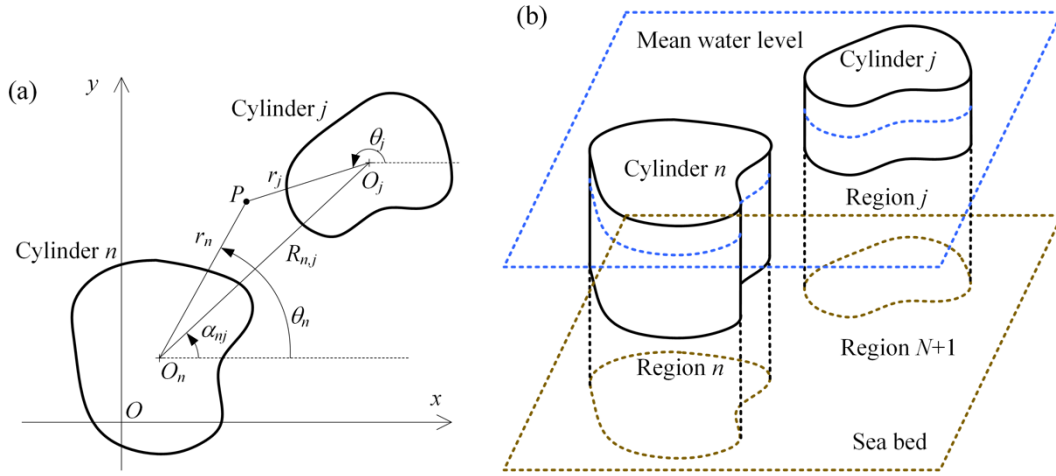 (a)
y
Cylinder j
θj
rj
Oj
P
Cylinder n
rn
Rn,j
θn
αnj
On
O
x
(b)
Mean water level
Cylinder j
Cylinder n
Region j
Region N+1
Region n
Sea bed